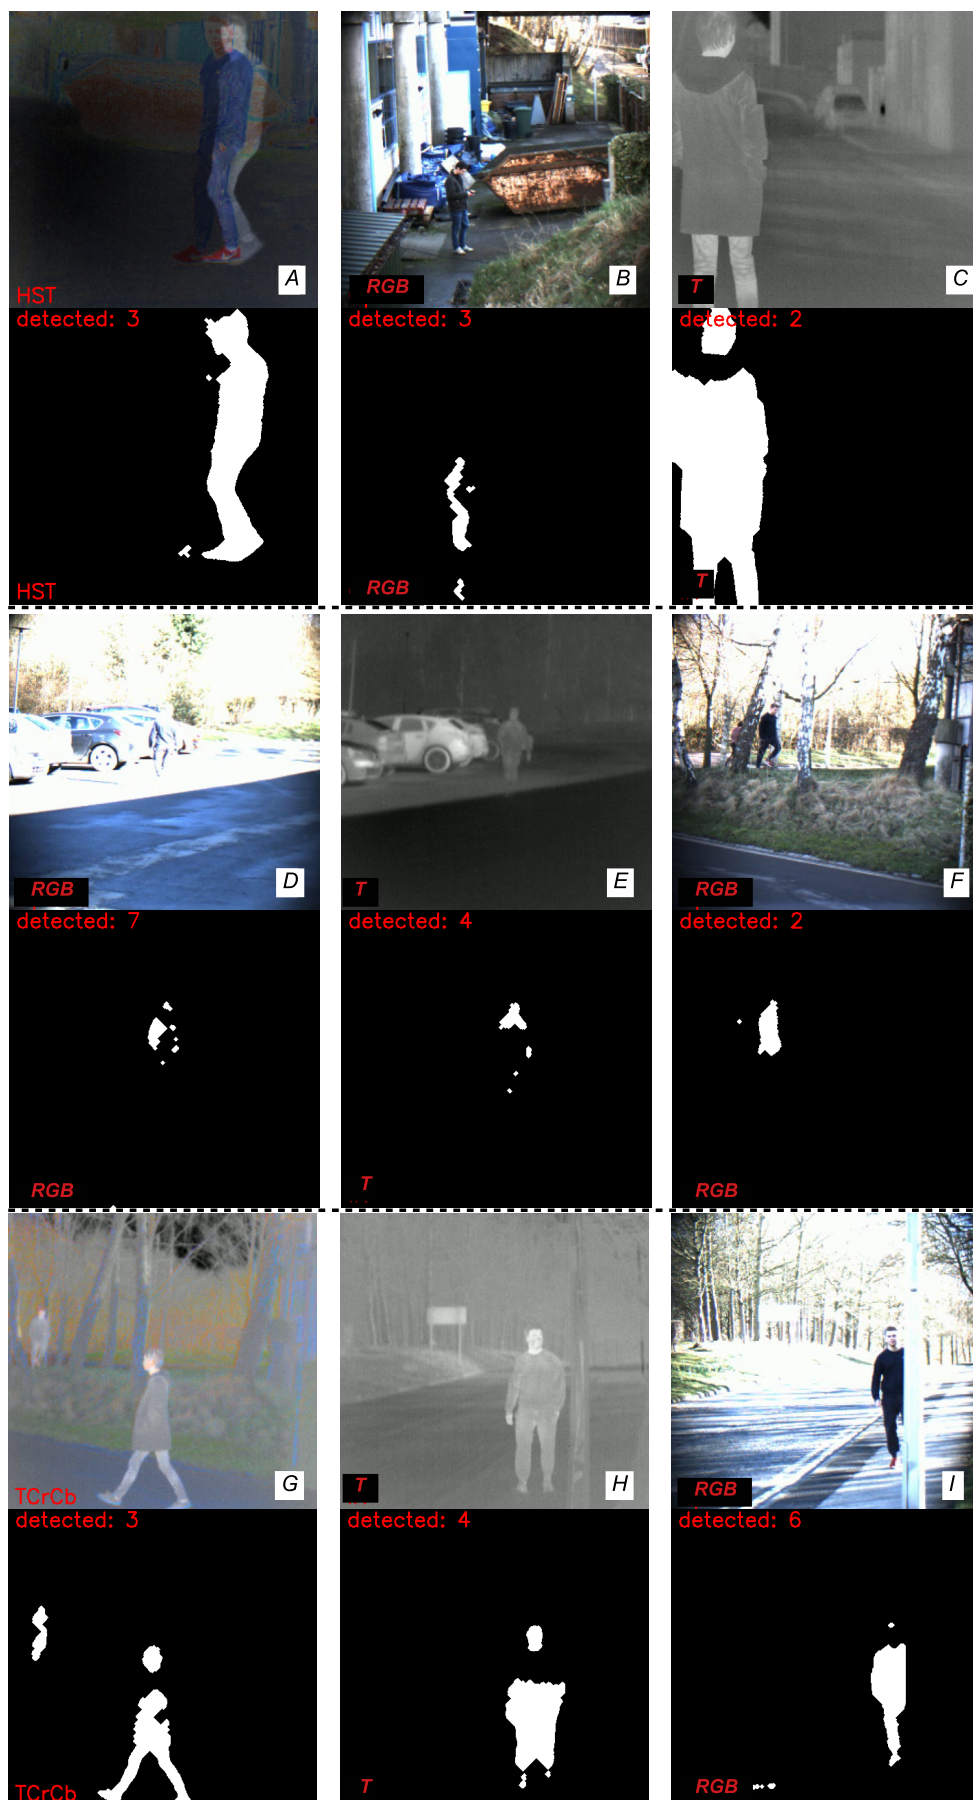 HST
A
RGB
B
T
C
detected: 3
detected: 3
detected: 2
HST
RGB
T
RGB
D
T
E
RGB
F
detected: 7
detected: 4
detected: 2
RGB
T
RGB
TCrCb
G
T
H
RGB
I
detected: 3
detected: 4
detected: 6
TCrCb
T
RGB